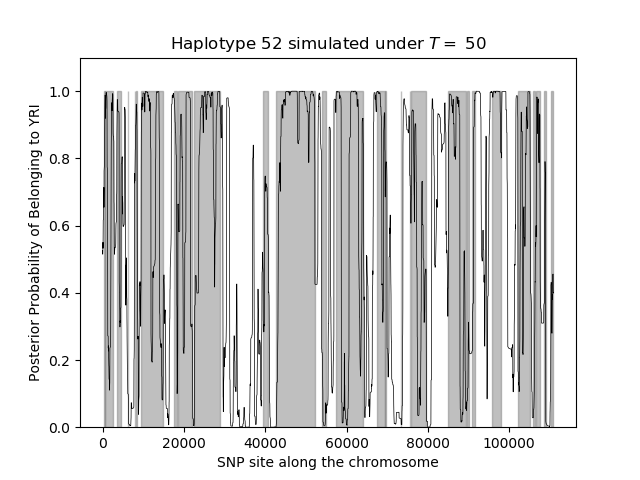 Haplotype 52 simulated under T = 50
Posterior Probability of Belonging to YRI
1.0
0.8
0.6
0.4
0.2
0.0
0 20000 40000 60000 80000 100000
SNP site along the chromosome